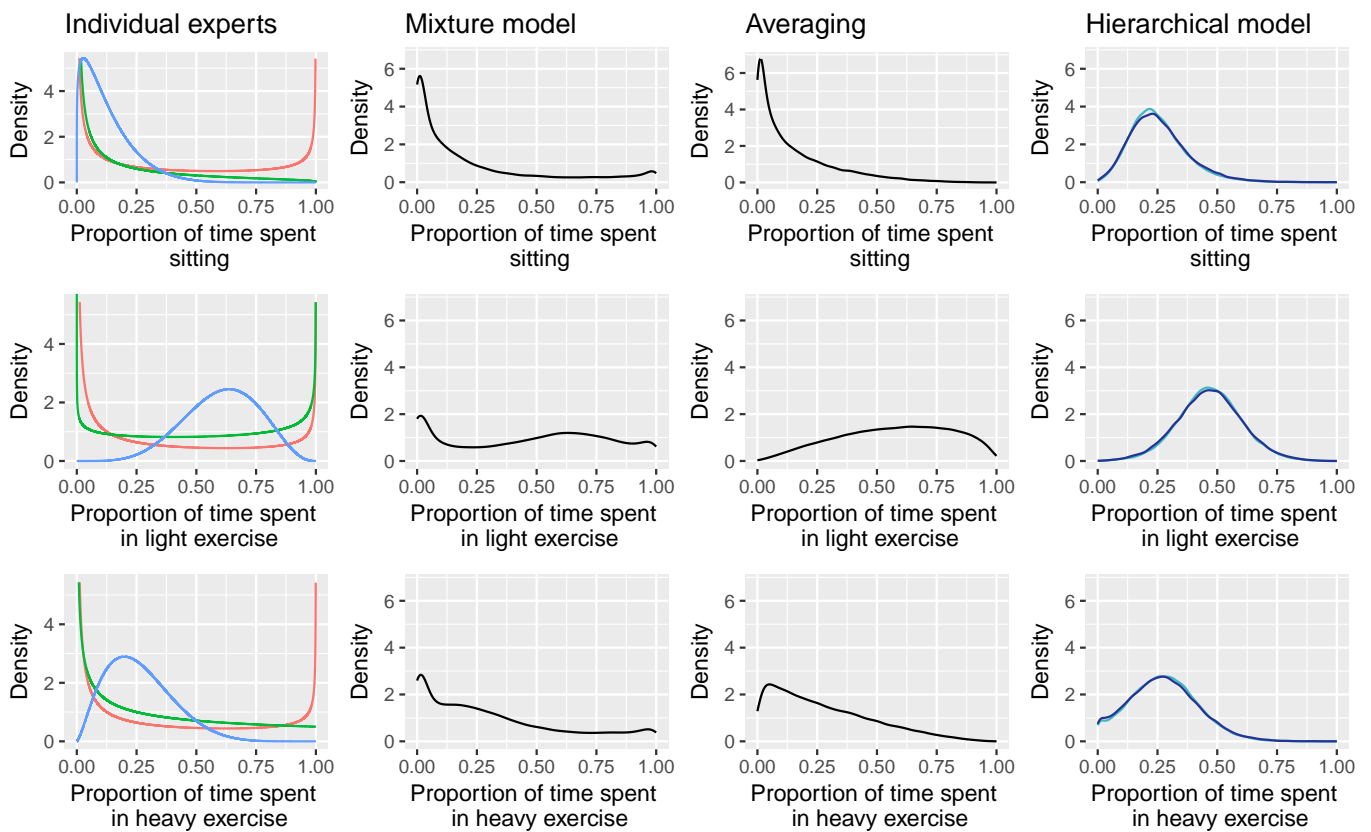 Individual experts
Mixture model
Averaging
Hierarchical model
Density
4
2
0
0.00 0.25 0.50 0.75 1.00
Proportion of time spent
sitting
Density
6
4
2
0
0.00 0.25 0.50 0.75 1.00
Proportion of time spent
sitting
Density
6
4
2
0
0.00 0.25 0.50 0.75 1.00
Proportion of time spent
sitting
Density
6
4
2
0
0.00 0.25 0.50 0.75 1.00
Proportion of time spent
sitting
Density
4
2
0
0.00 0.25 0.50 0.75 1.00
Proportion of time spent
in light exercise
Density
6
4
2
0
0.00 0.25 0.50 0.75 1.00
Proportion of time spent
in light exercise
Density
6
4
2
0
0.00 0.25 0.50 0.75 1.00
Proportion of time spent
in light exercise
Density
6
4
2
0
0.00 0.25 0.50 0.75 1.00
Proportion of time spent
in light exercise
Density
4
2
0
0.00 0.25 0.50 0.75 1.00
Proportion of time spent
in heavy exercise
Density
6
4
2
0
0.00 0.25 0.50 0.75 1.00
Proportion of time spent
in heavy exercise
Density
6
4
2
0
0.00 0.25 0.50 0.75 1.00
Proportion of time spent
in heavy exercise
Density
6
4
2
0
0.00 0.25 0.50 0.75 1.00
Proportion of time spent
in heavy exercise